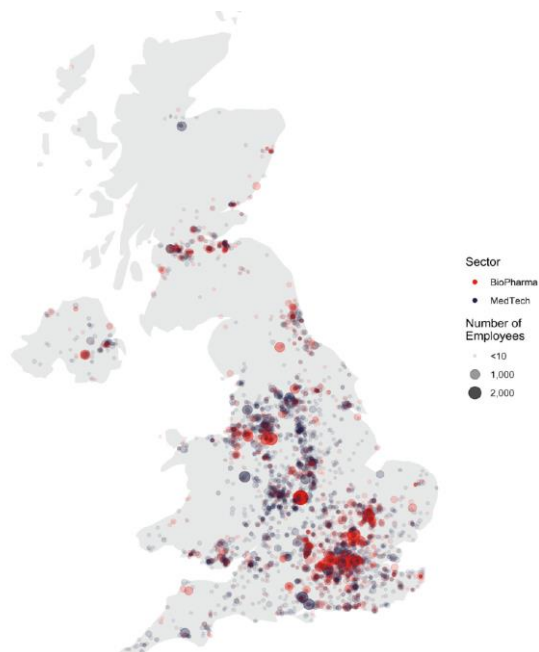 Sector
BioPharma
MedTech
Number of
Employees
<10
1,000
2,000